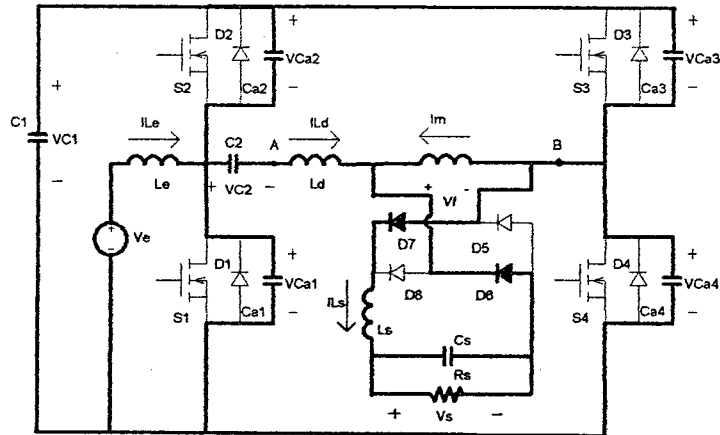 D2 D3
+ +
VCa2 VCa3
S2 Ca2 - S3 Ca3 -
+ iLe iLd Im
C1 VC1 C2 A B
- Le + VC2 - Ld + Vf -
Ve + -
D7 D5
D1 + D4 +
VCa1 D8 D6 VCa4
S1 Ca1 - iLs Ls S4 Ca4 -
Cs
Rs
+ Vs -